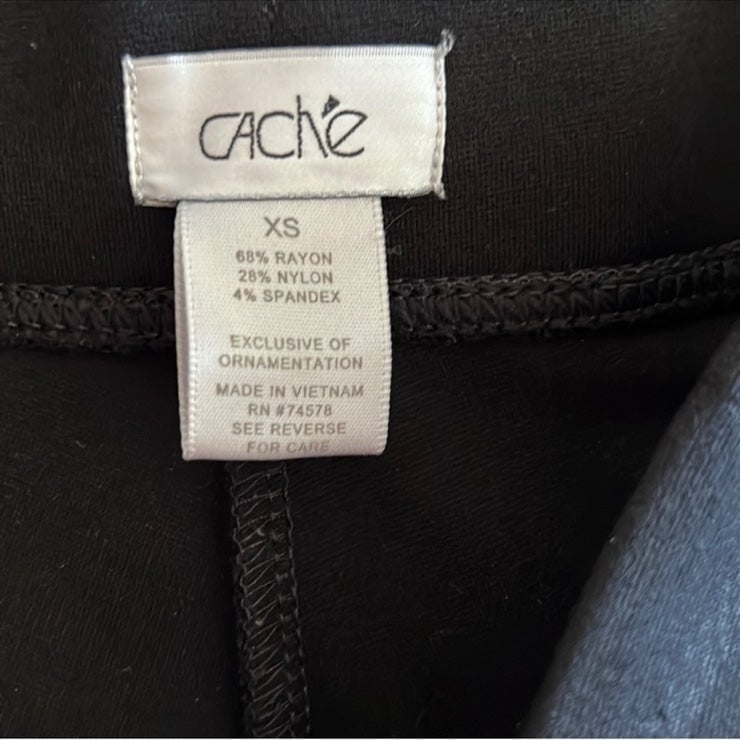 CACHÉ
XS
68% RAYON
28% NYLON
4% SPANDEX
EXCLUSIVE OF
ORNAMENTATION
MADE IN VIETNAM
RN #74578
SEE REVERSE
FOR CARE